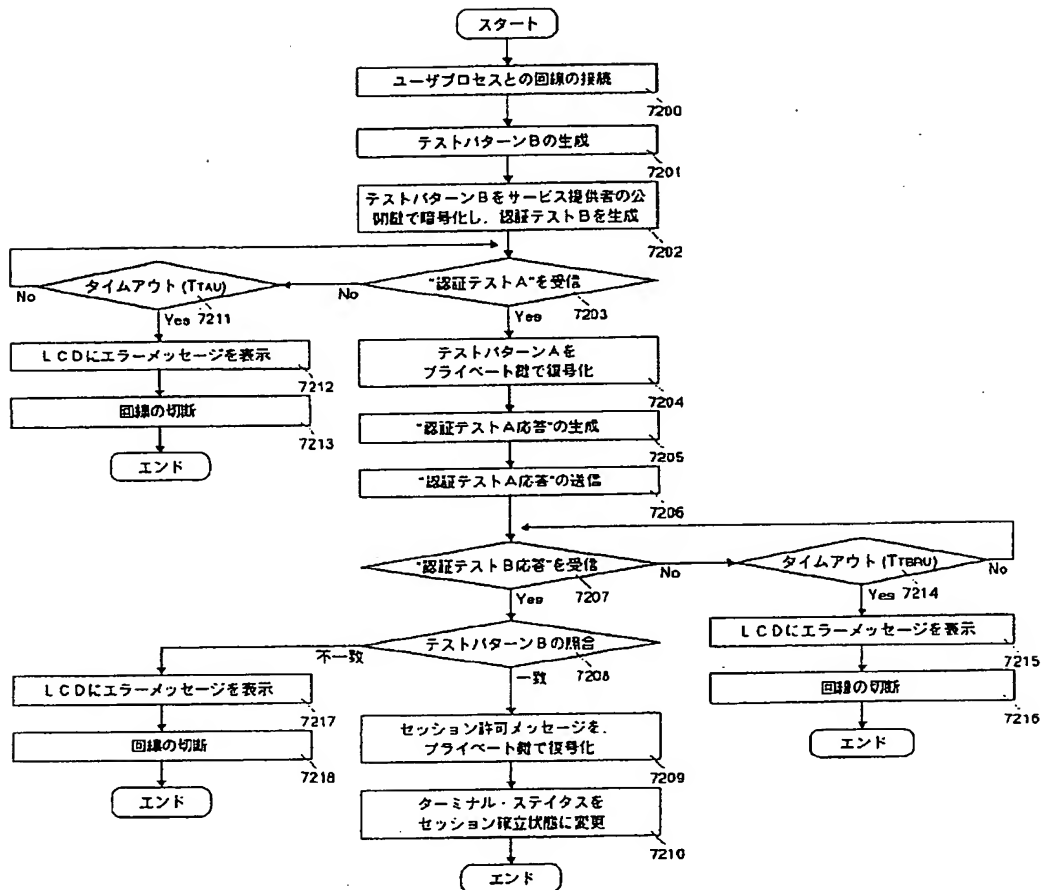 スタート
ユーザプロセスとの回線の接続
7200
テストパターンBの生成
7201
テストパターンBをサービス提供者の公
開鍵で暗号化し、認証テストBを生成
7202
"認証テストA"を受信
7203
No
Yes
タイムアウト(TTAU)
7211
No
Yes
LCDにエラーメッセージを表示
7212
回線の切断
7213
エンド
テストパターンAを
プライベート鍵で復号化
7204
"認証テストA応答"の生成
7205
"認証テストA応答"の送信
7206
"認証テストB応答"を受信
7207
No
Yes
タイムアウト(TTBRU)
7214
No
Yes
LCDにエラーメッセージを表示
7215
回線の切断
7216
エンド
テストパターンBの照合
7208
不一致
一致
LCDにエラーメッセージを表示
7217
回線の切断
7218
エンド
セッション許可メッセージを、
プライベート鍵で復号化
7209
ターミナル・ステイタスを
セッション確立状態に変更
7210
エンド